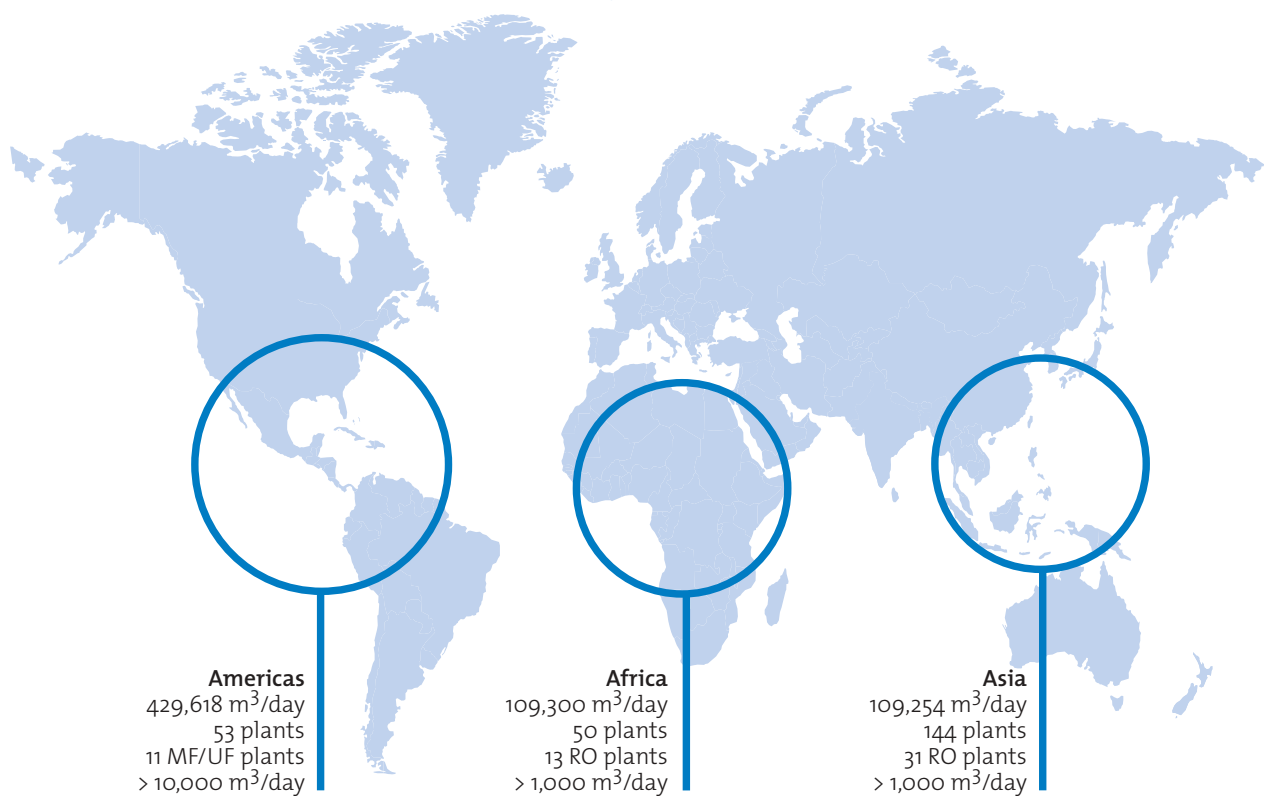 Americas
429,618 m³/day
53 plants
11 MF/UF plants
> 10,000 m³/day
Africa
109,300 m³/day
50 plants
13 RO plants
> 1,000 m³/day
Asia
109,254 m³/day
144 plants
31 RO plants
> 1,000 m³/day